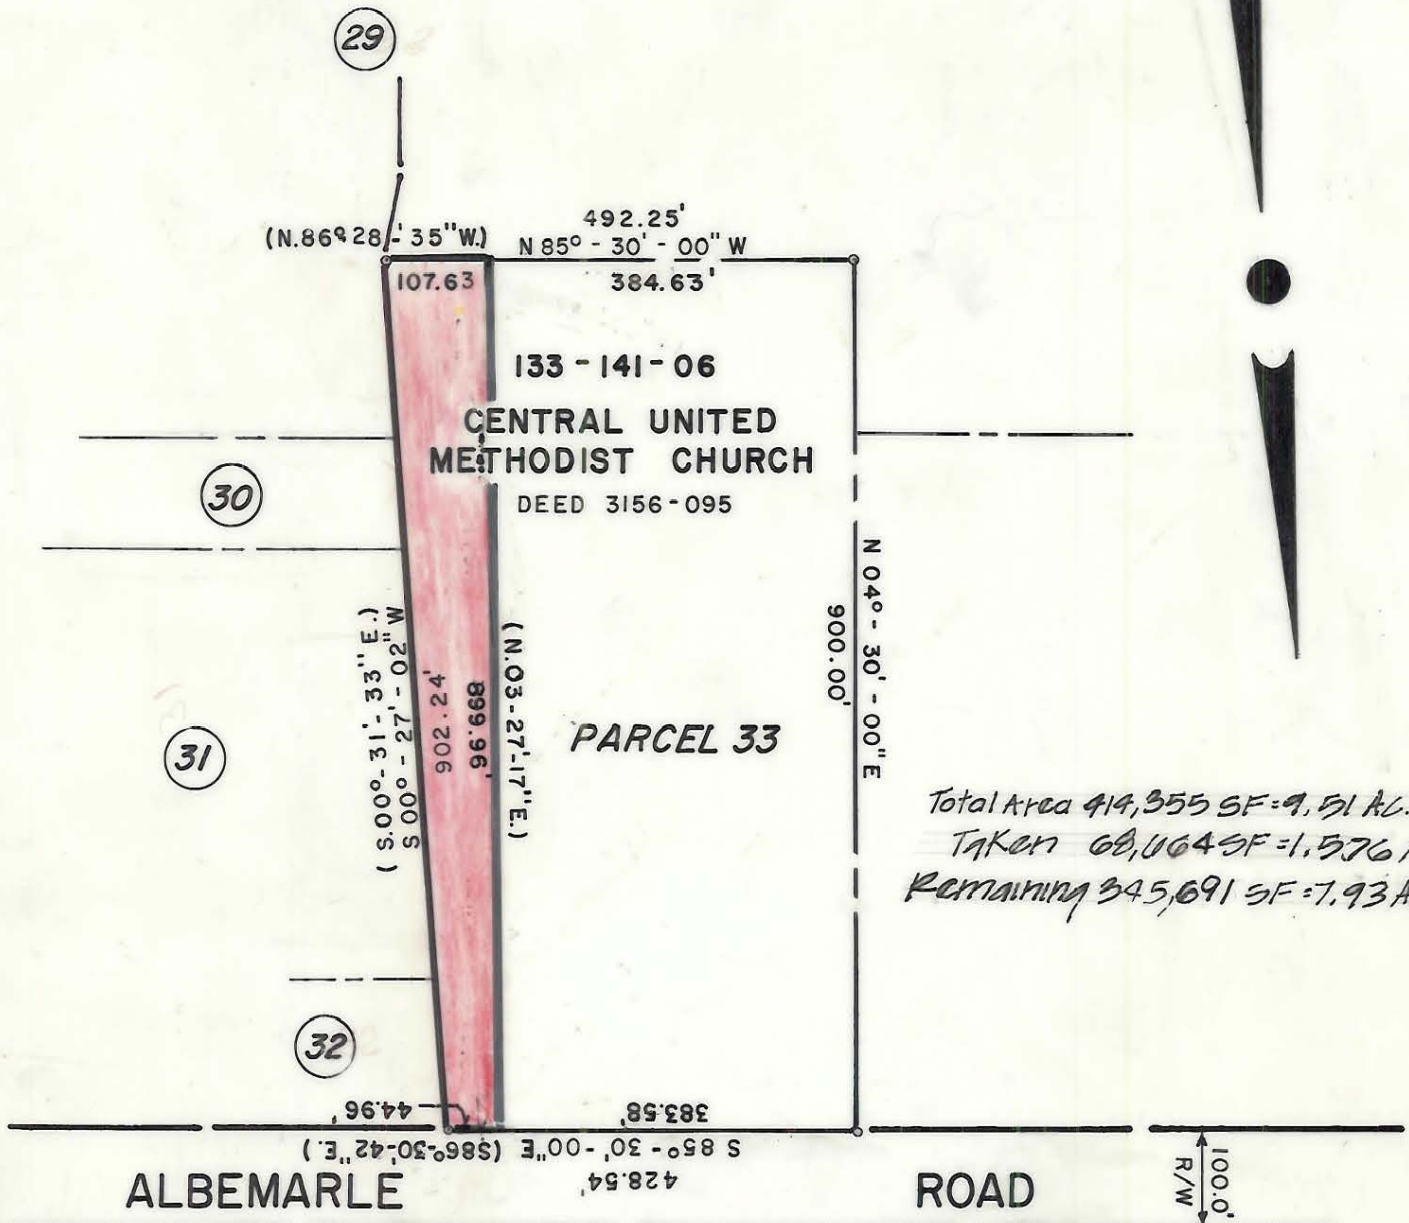 29
492.25'
(N.86°28'-35"W.)
N 85° - 30' - 00" W
107.63
384.63'
133-141-06
CENTRAL UNITED
METHODIST CHURCH
DEED 3156-095
30
N 04° - 30' - 00" E
900.00'
(S.00°-31'-33"E.)
S 00° - 27' - 02" W
902.24'
899.96'
(N.03-27'-17"E.)
PARCEL 33
31
Total Area 414,355 SF = 9.51 AC.
Taken 68,664 SF = 1.576 A
Remaining 345,691 SF = 7.93 A
32
44.96'
383.58'
S 85° - 30' - 00" E (S86°-30'-42"E.)
428.54'
ALBEMARLE ROAD
100.0'
R/W